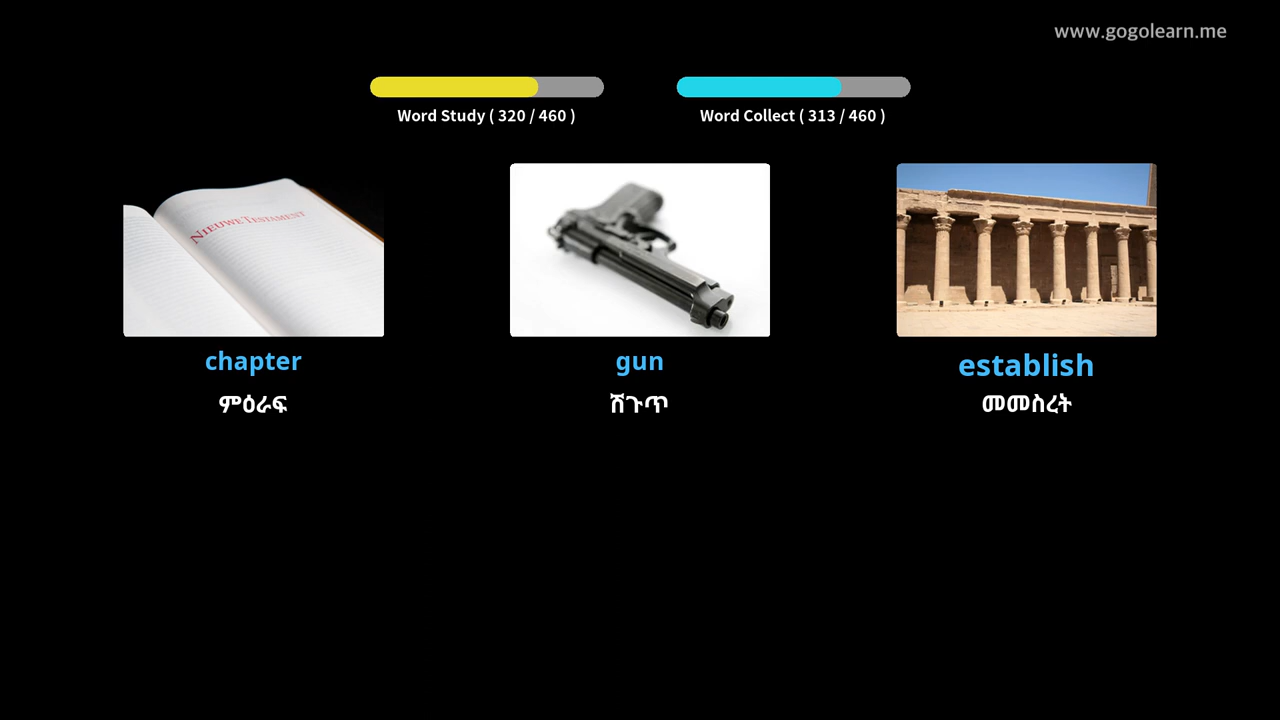 www.gogolearn.me
Word Study ( 320 / 460 )
Word Collect ( 313 / 460 )
NIEUWE TESTAMENT
chapter
gun
establish
ምዕራፍ
ሽጉጥ
መመስረት